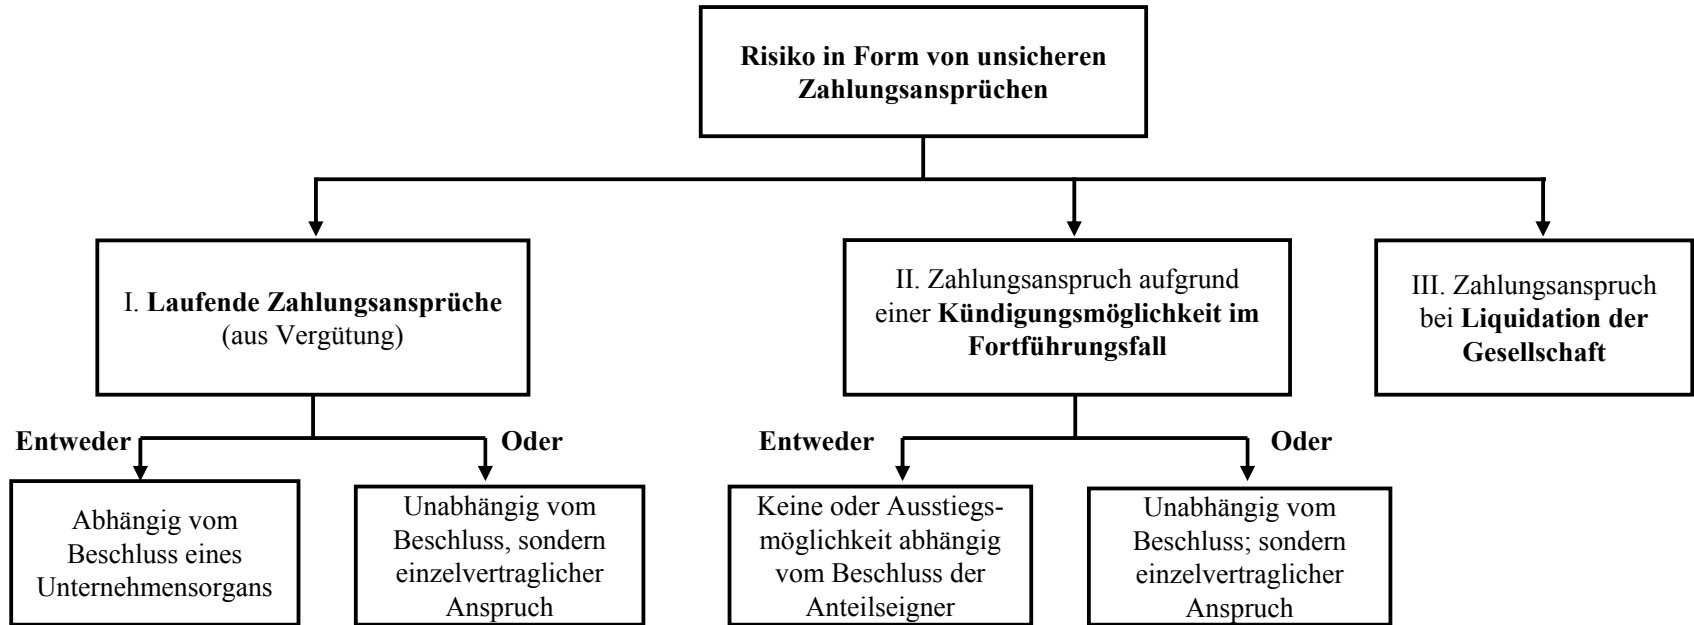 Risiko in Form von unsicheren
Zahlungsansprüchen
I. Laufende Zahlungsansprüche
(aus Vergütung)
II. Zahlungsanspruch aufgrund
einer Kündigungsmöglichkeit im
Fortführungsfall
III. Zahlungsanspruch
bei Liquidation der
Gesellschaft
Entweder
Oder
Entweder
Oder
Abhängig vom
Beschluss eines
Unternehmensorgans
Unabhängig vom
Beschluss, sondern
einzelvertraglicher
Anspruch
Keine oder Ausstiegs-
möglichkeit abhängig
vom Beschluss der
Anteilseigner
Unabhängig vom
Beschluss; sondern
einzelvertraglicher
Anspruch